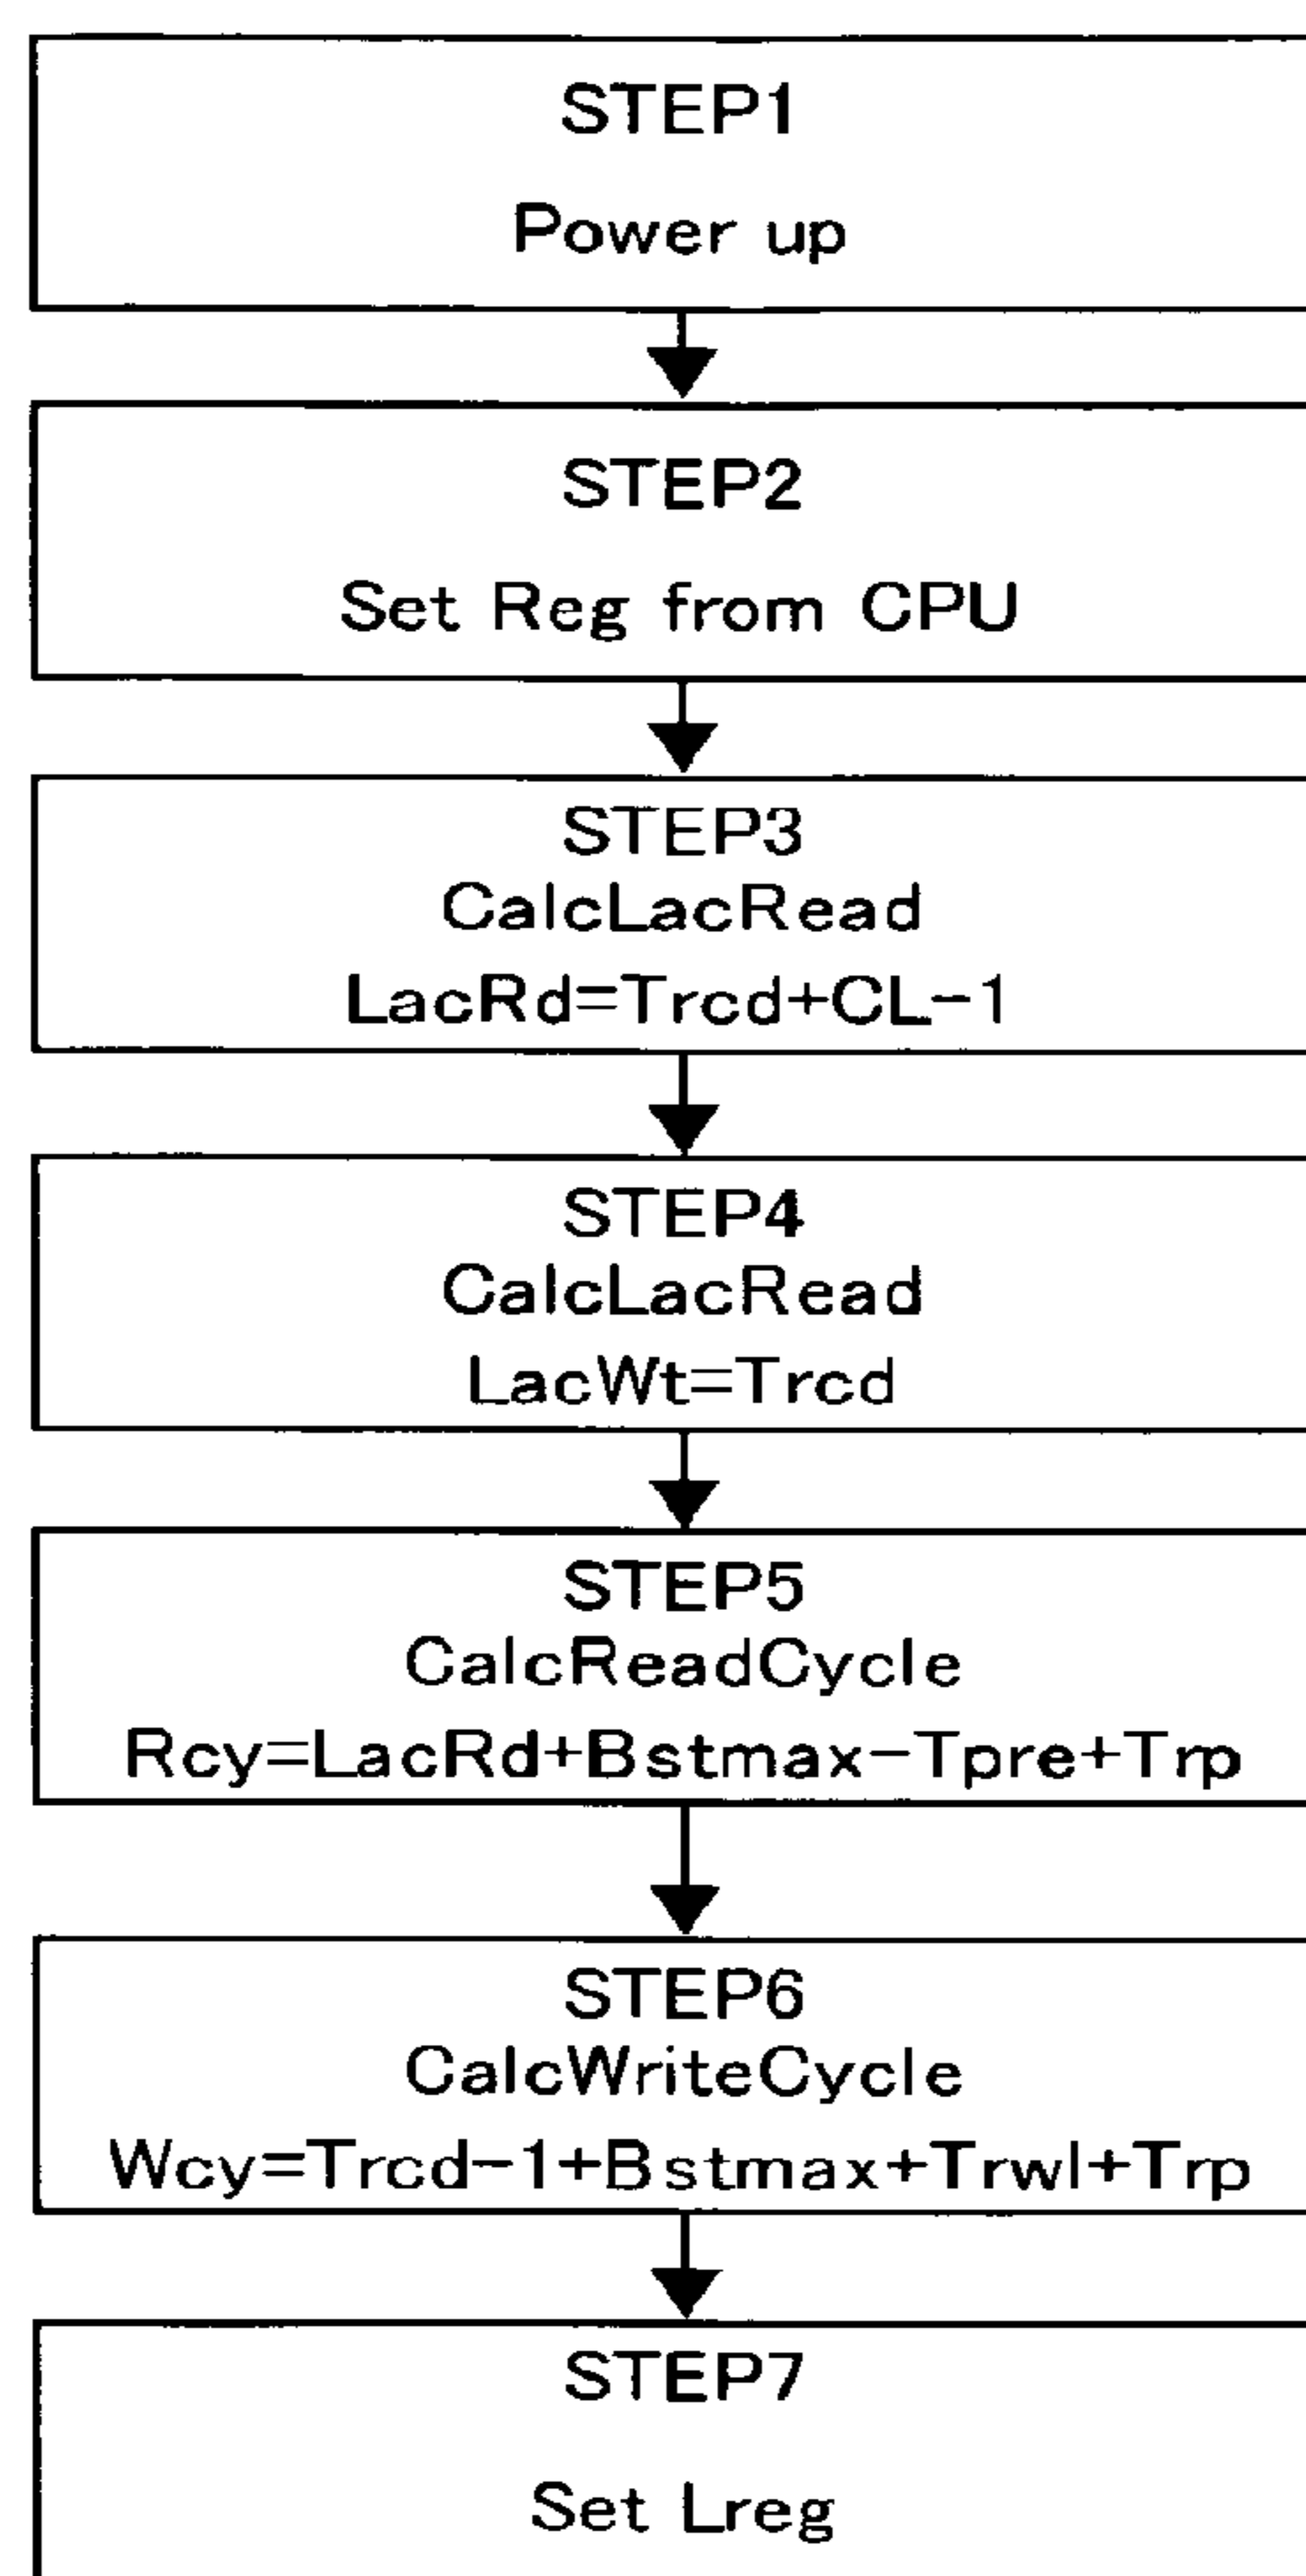 STEP1
Power up
STEP2
Set Reg from CPU
STEP3
CalcLacRead
LacRd=Trcd+CL-1
STEP4
CalcLacRead
LacWt=Trcd
STEP5
CalcReadCycle
Rcy=LacRd+Bstmax-Tpre+Trp
STEP6
CalcWriteCycle
Wcy=Trcd-1+Bstmax+Trwl+Trp
STEP7
Set Lreg